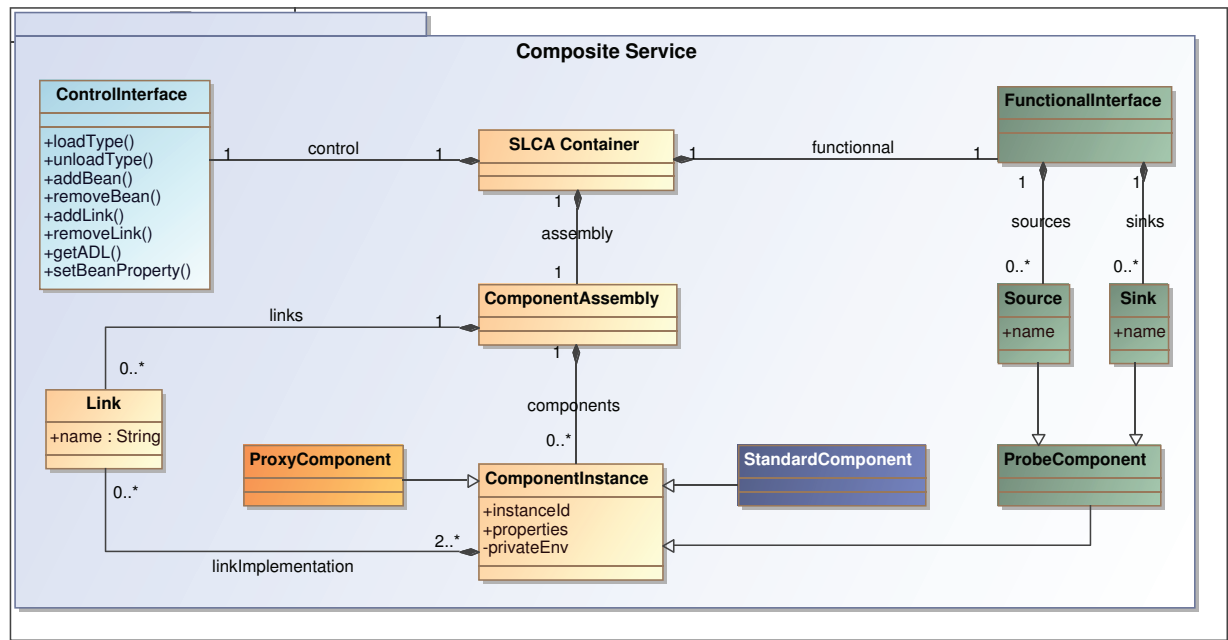 Composite Service
ControlInterface
+loadType()
+unloadType()
+addBean()
+removeBean()
+addLink()
+removeLink()
+getADL()
+setBeanProperty()
1
control
1
SLCA Container
1
functionnal
1
FunctionalInterface
1
assembly
1
1
sources
0..*
1
sinks
0..*
ComponentAssembly
Source
+name
Sink
+name
links
1
0..*
1
components
0..*
Link
+name : String
0..*
ProxyComponent
ComponentInstance
+instanceId
+properties
-privateEnv
StandardComponent
ProbeComponent
2..*
linkImplementation